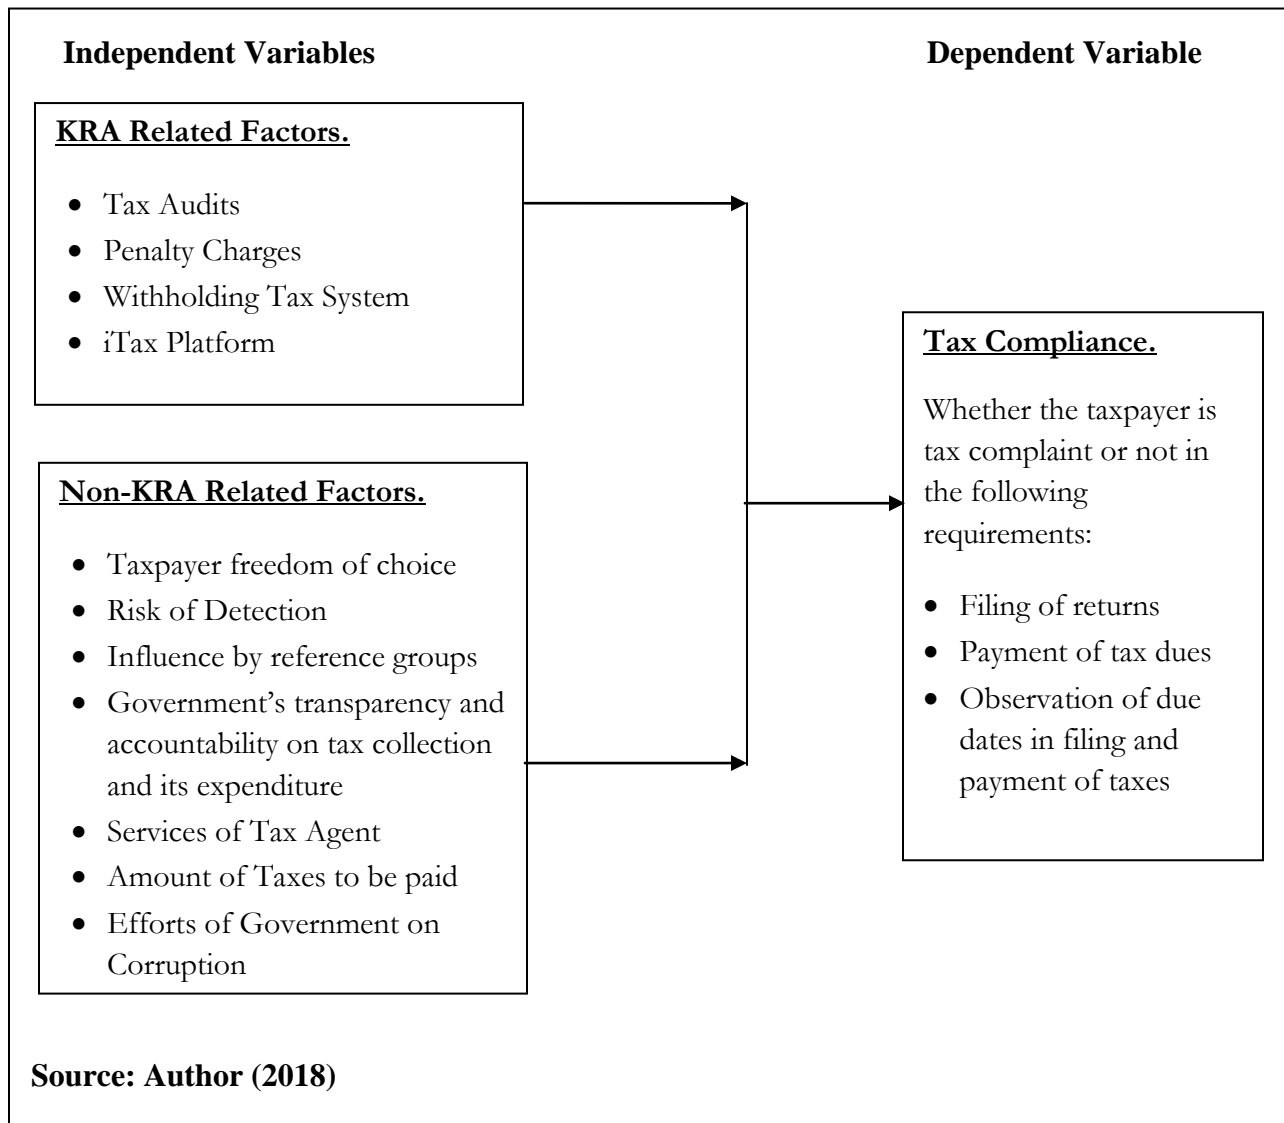 Independent Variables
Dependent Variable
KRA Related Factors.
• Tax Audits
• Penalty Charges
• Withholding Tax System
• iTax Platform
Non-KRA Related Factors.
• Taxpayer freedom of choice
• Risk of Detection
• Influence by reference groups
• Government’s transparency and
accountability on tax collection
and its expenditure
• Services of Tax Agent
• Amount of Taxes to be paid
• Efforts of Government on
Corruption
Tax Compliance.
Whether the taxpayer is
tax complaint or not in
the following
requirements:
• Filing of returns
• Payment of tax dues
• Observation of due
dates in filing and
payment of taxes
Source: Author (2018)